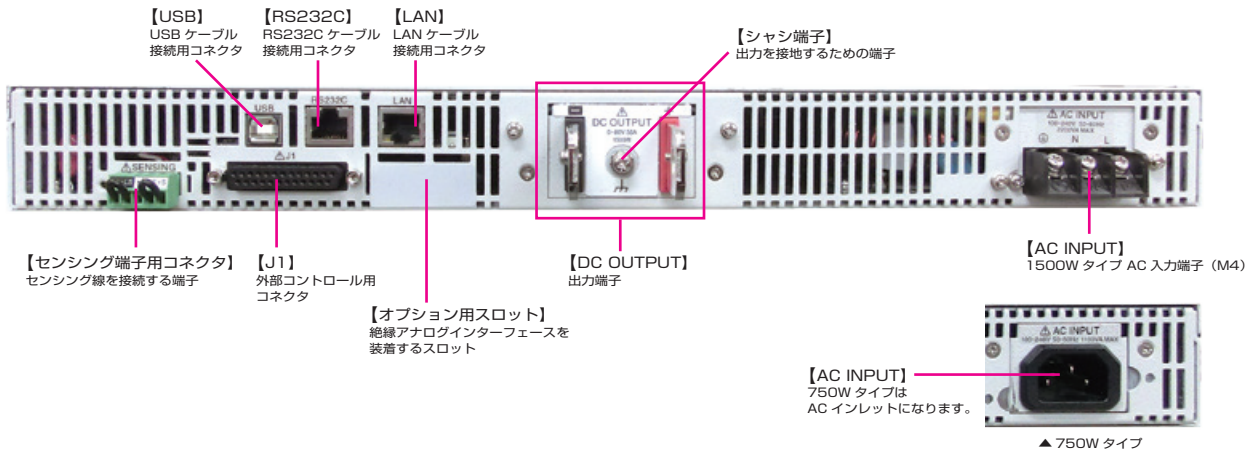 【USB】
USB ケーブル
接続用コネクタ
【RS232C】
RS232C ケーブル
接続用コネクタ
【LAN】
LAN ケーブル
接続用コネクタ
【シャシ端子】
出力を接地するための端子
USB
RS232C
LAN
⚠J1
⚠SENSING
⚠
DC OUTPUT
⚠ AC INPUT
N L
【センシング端子用コネクタ】
センシング線を接続する端子
【J1】
外部コントロール用
コネクタ
【オプション用スロット】
絶縁アナログインターフェースを
装着するスロット
【DC OUTPUT】
出力端子
【AC INPUT】
1500W タイプ AC 入力端子（M4）
【AC INPUT】
750W タイプは
AC インレットになります。
⚠ AC INPUT
100-240V 50-60Hz 1100VA MAX
▲ 750W タイプ